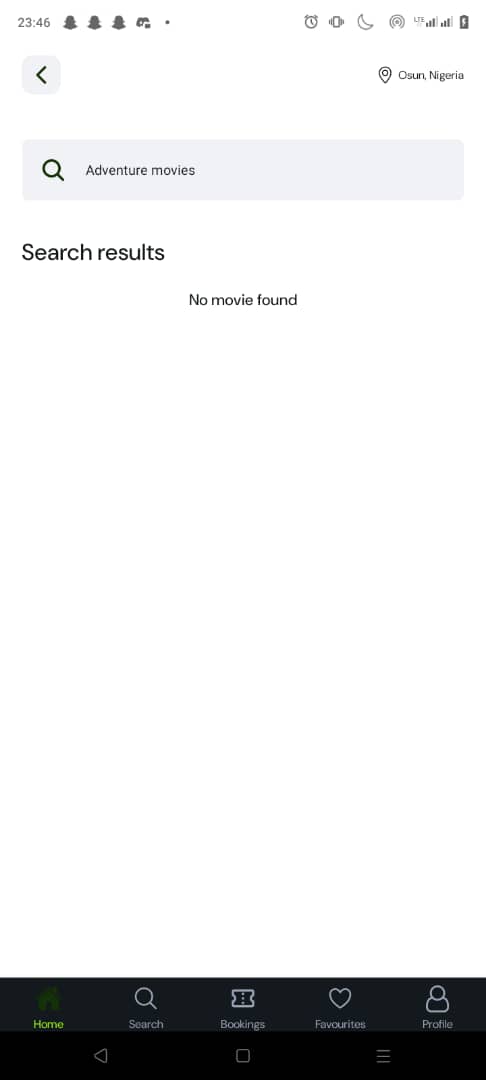 23:46
LTE
Osun, Nigeria
Adventure movies
Search results
No movie found
Home
Search
Bookings
Favourites
Profile